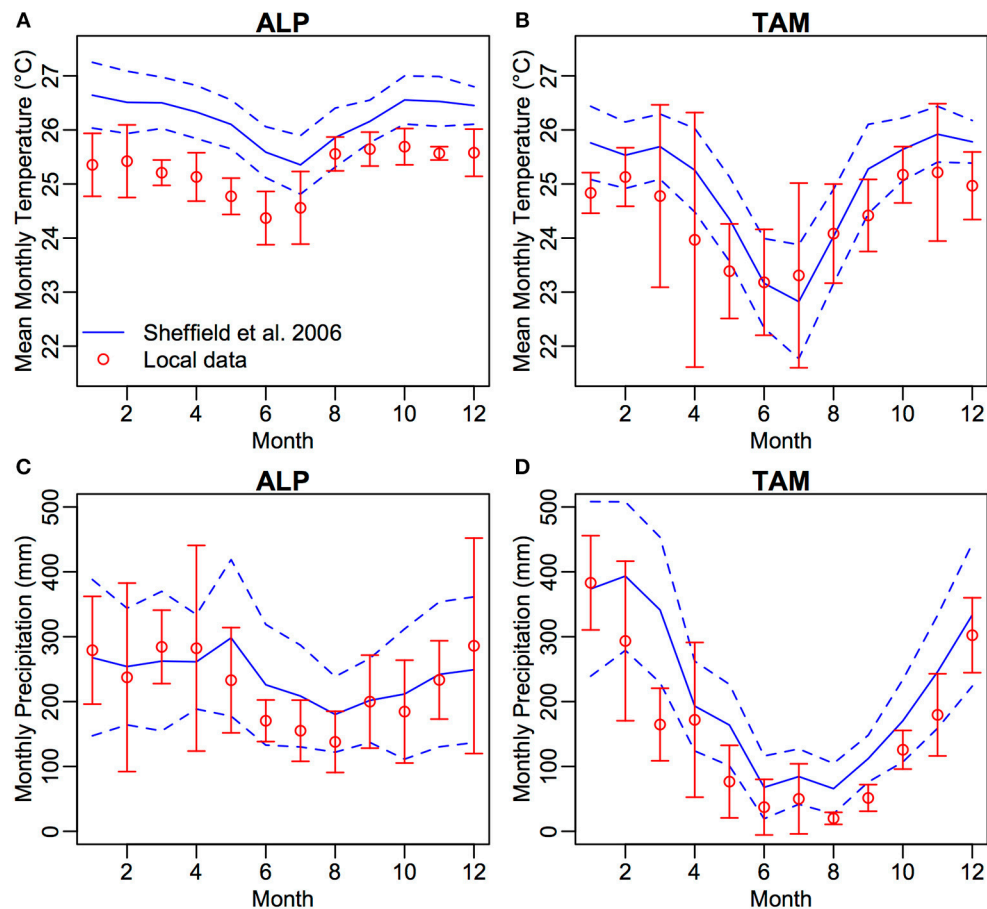 A
ALP
Mean Monthly Temperature (°C)
27
26
25
24
23
22
Sheffield et al. 2006
Local data
2 4 6 8 10 12
Month
B
TAM
Mean Monthly Temperature (°C)
27
26
25
24
23
22
2 4 6 8 10 12
Month
C
ALP
Monthly Precipitation (mm)
500
400
300
200
100
0
2 4 6 8 10 12
Month
D
TAM
Monthly Precipitation (mm)
500
400
300
200
100
0
2 4 6 8 10 12
Month